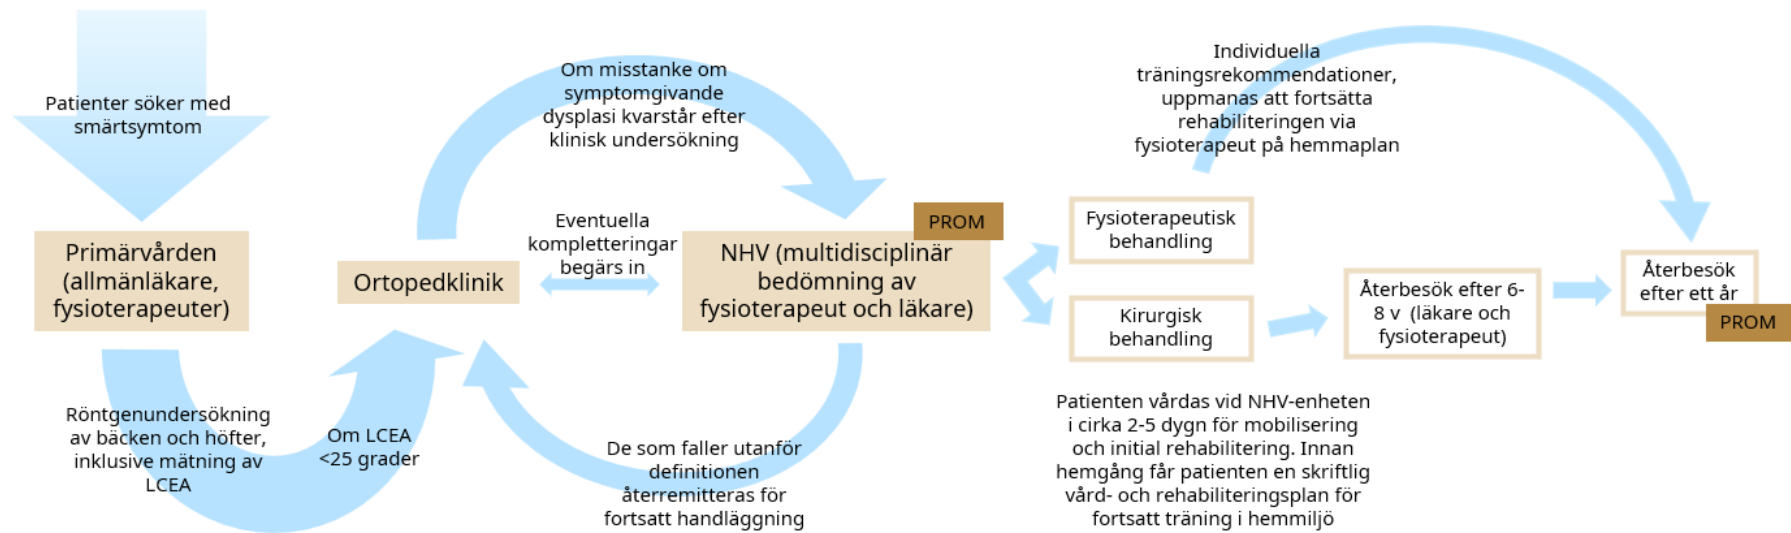 Patienter söker med
smärtsymtom
Primärvården
(allmänläkare,
fysioterapeuter)
Röntgenundersökning
av bäcken och höfter,
inklusive mätning av
LCEA
Om LCEA
<25 grader
Ortopedklinik
Om misstanke om
symptomgivande
dysplasi kvarstår efter
klinisk undersökning
Eventuella
kompletteringar
begärs in
PROM
NHV (multidisciplinär
bedömning av
fysioterapeut och läkare)
De som faller utanför
definitionen
återremitteras för
fortsatt handläggning
Individuella
träningsrekommendationer,
uppmanas att fortsätta
rehabiliteringen via
fysioterapeut på hemmaplan
Fysioterapeutisk
behandling
Kirurgisk
behandling
Patienten vårdas vid NHV-enheten
i cirka 2-5 dygn för mobilisering
och initial rehabilitering. Innan
hemgång får patienten en skriftlig
vård- och rehabiliteringsplan för
fortsatt träning i hemmiljö
Återbesök efter 6-
8 v (läkare och
fysioterapeut)
Återbesök
efter ett år
PROM